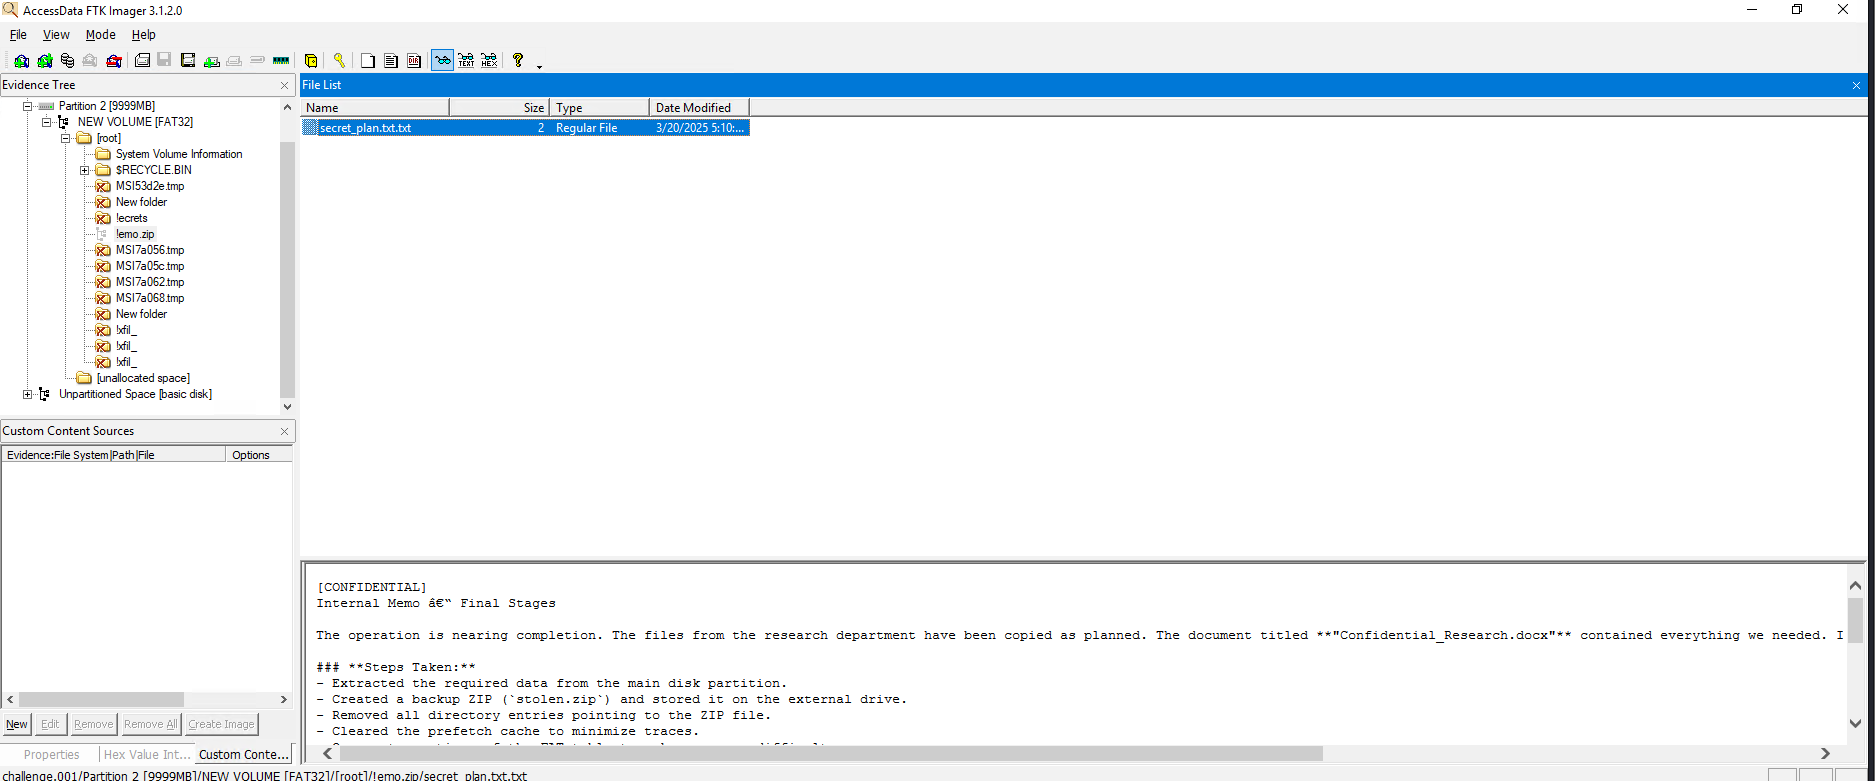 AccessData FTK Imager 3.1.2.0
File View Mode Help
Evidence Tree
Partition 2 [9999MB]
NEW VOLUME [FAT32]
[root]
System Volume Information
$RECYCLE.BIN
MSI53d2e.tmp
New folder
!ecrets
!emo.zip
MSI7a056.tmp
MSI7a05c.tmp
MSI7a062.tmp
MSI7a068.tmp
New folder
!xfil_
!xfil_
!xfil_
[unallocated space]
Unpartitioned Space [basic disk]
Custom Content Sources
Evidence:File System|Path|File Options
New Edit Remove Remove All Create Image
Properties Hex Value Int... Custom Conte...
File List
Name Size Type Date Modified
secret_plan.txt.txt 2 Regular File 3/20/2025 5:10:...
[CONFIDENTIAL]
Internal Memo â€“ Final Stages
The operation is nearing completion. The files from the research department have been copied as planned. The document titled **"Confidential_Research.docx"** contained everything we needed. I
### **Steps Taken:**
- Extracted the required data from the main disk partition.
- Created a backup ZIP (`stolen.zip`) and stored it on the external drive.
- Removed all directory entries pointing to the ZIP file.
- Cleared the prefetch cache to minimize traces.
challenge.001/Partition 2 [9999MB]/NEW VOLUME [FAT32]/[root]/!emo.zip/secret_plan.txt.txt